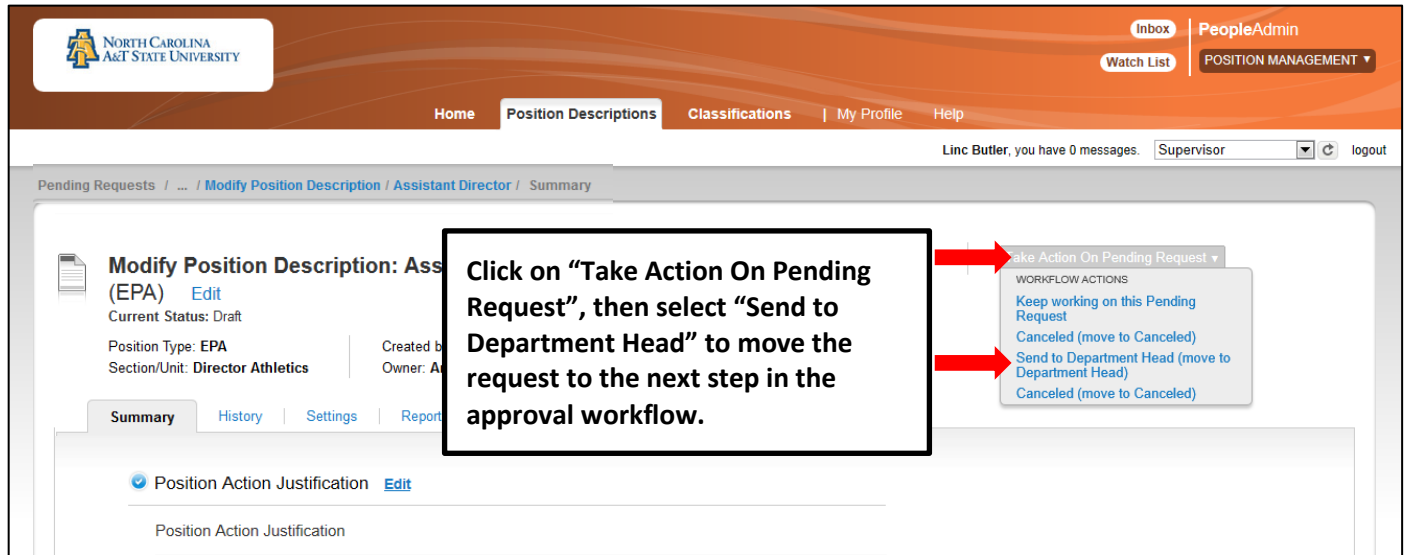 NORTH CAROLINA
A&T STATE UNIVERSITY
Inbox
PeopleAdmin
Watch List
POSITION MANAGEMENT
Home Position Descriptions Classifications | My Profile Help
Linc Butler, you have 0 messages. Supervisor logout
Pending Requests / ... / Modify Position Description / Assistant Director / Summary
Modify Position Description: Ass
(EPA) Edit
Current Status: Draft
Position Type: EPA
Section/Unit: Director Athletics
Created b
Owner: A
Click on “Take Action On Pending
Request”, then select “Send to
Department Head” to move the
request to the next step in the
approval workflow.
ake Action On Pending Request
WORKFLOW ACTIONS
Keep working on this Pending
Request
Canceled (move to Canceled)
Send to Department Head (move to
Department Head)
Canceled (move to Canceled)
Summary History Settings Report
Position Action Justification Edit
Position Action Justification